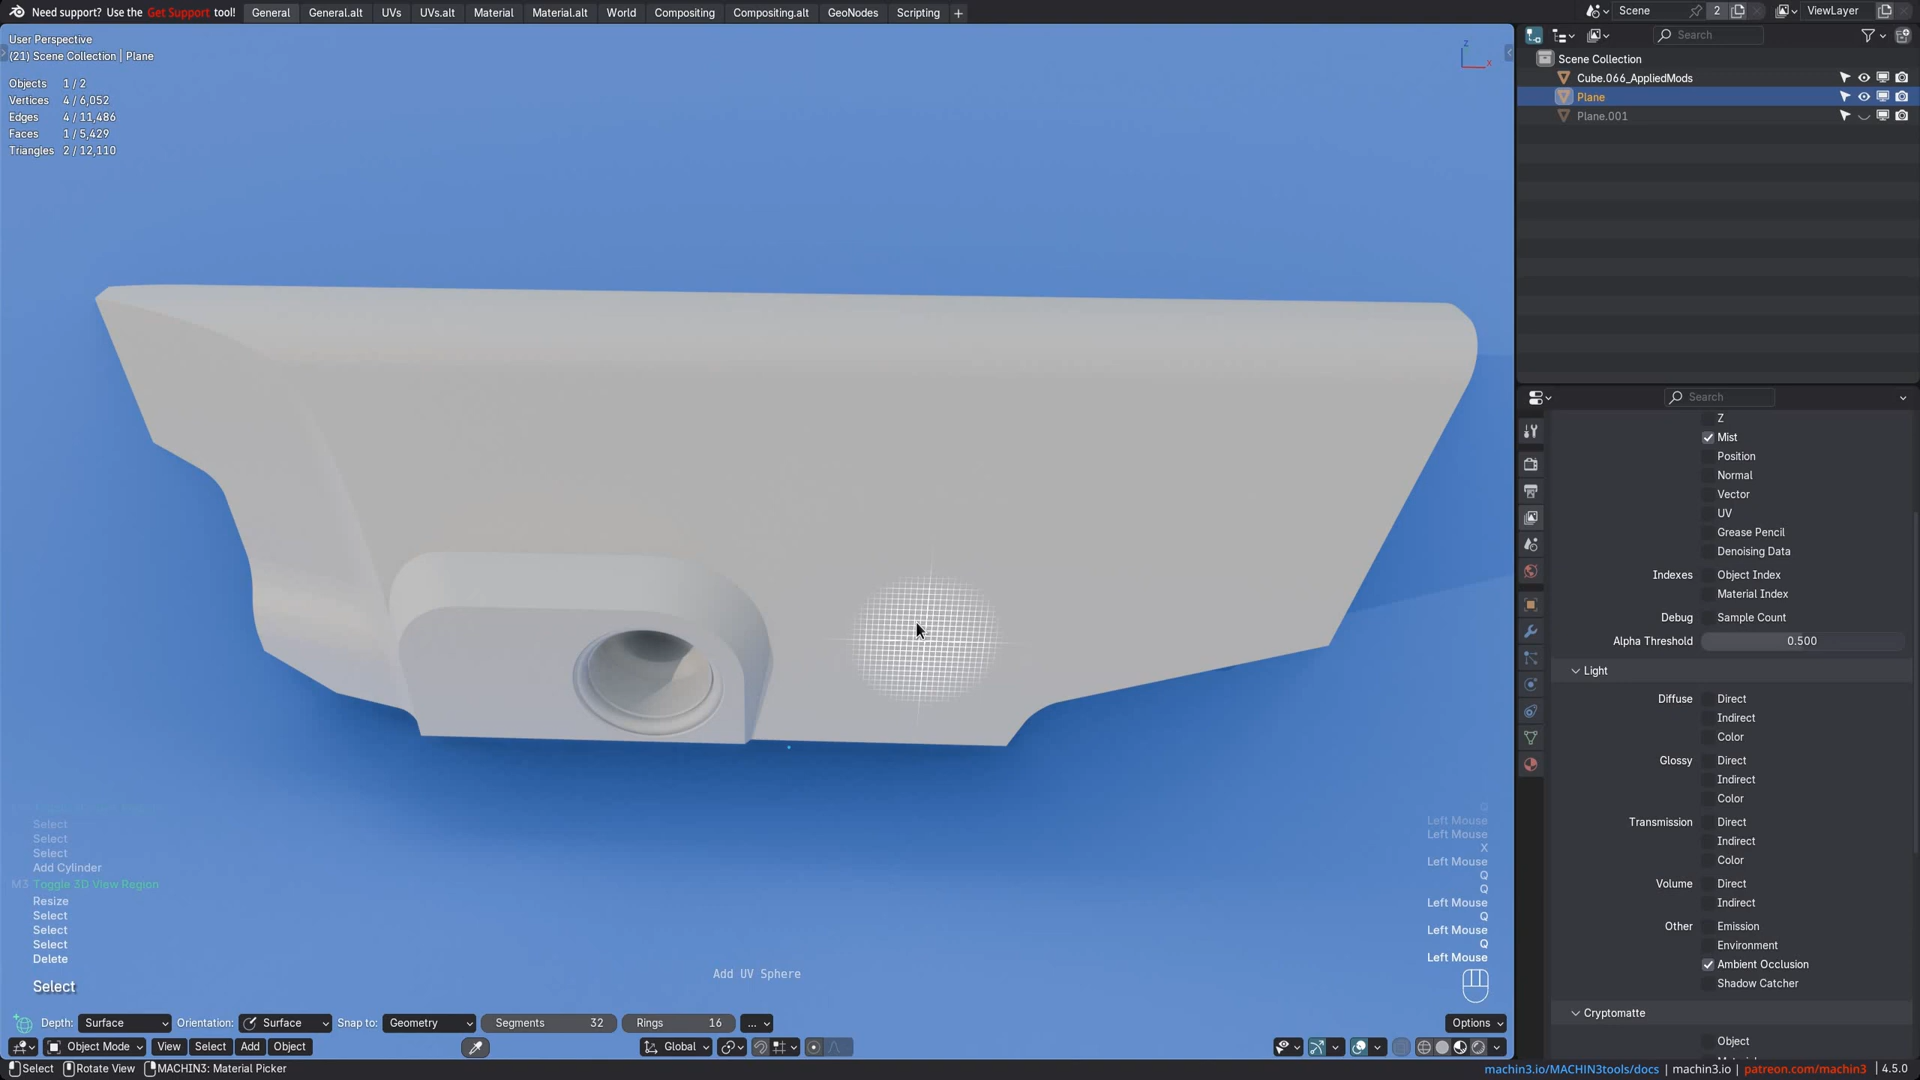 Need support? Use the Get Support tool!
General
General.alt
UVs
UVs.alt
Material
Material.alt
World
Compositing
Compositing.alt
GeoNodes
Scripting
+
Scene
2
ViewLayer
User Perspective
(21) Scene Collection | Plane
Objects 1 / 2
Vertices 4 / 6,052
Edges 4 / 11,486
Faces 1 / 5,429
Triangles 2 / 12,110
Z
X
Search
Scene Collection
Cube.066_AppliedMods
Plane
Plane.001
Search
Z
Mist
Position
Normal
Vector
UV
Grease Pencil
Denoising Data
Indexes Object Index
Material Index
Debug Sample Count
Alpha Threshold 0.500
Light
Diffuse Direct
Indirect
Color
Glossy Direct
Indirect
Color
Transmission Direct
Indirect
Color
Volume Direct
Indirect
Other Emission
Environment
Ambient Occlusion
Shadow Catcher
Cryptomatte
Object
Select
Select
Select
Add Cylinder
M3 Toggle 3D View Region
Resize
Select
Select
Select
Delete
Select
Q
Left Mouse
Left Mouse
X
Left Mouse
Q
Q
Left Mouse
Q
Left Mouse
Q
Left Mouse
Add UV Sphere
Depth: Surface
Orientation: Surface
Snap to: Geometry
Segments 32
Rings 16
...
Options
Object Mode
View
Select
Add
Object
Global
Select
Rotate View
MACHIN3: Material Picker
machin3.io/MACHIN3tools/docs | machin3.io | patreon.com/machin3 | 4.5.0